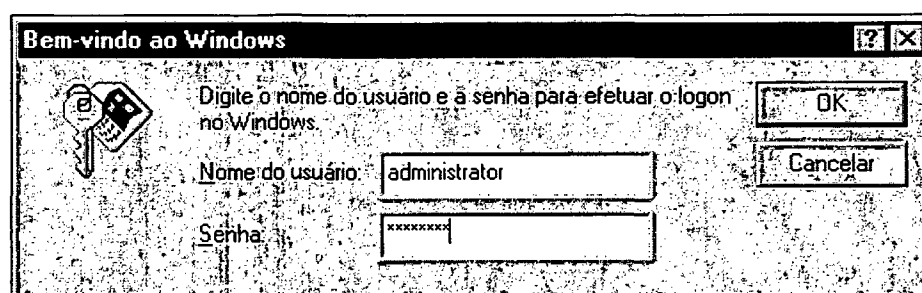 Bem-vindo ao Windows
Digite o nome do usuário e a senha para efetuar o logon
no Windows.
OK
Cancelar
Nome do usuário: administrator
Senha: xxxxxxxx